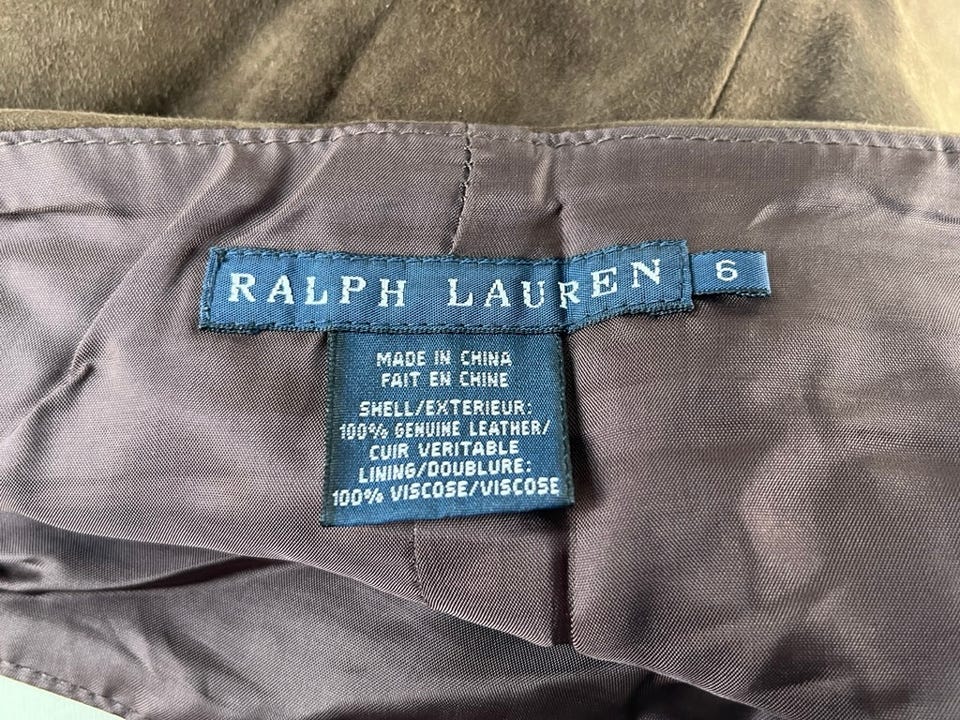 RALPH LAUREN 6
MADE IN CHINA
FAIT EN CHINE
SHELL/EXTERIEUR:
100% GENUINE LEATHER/
CUIR VERITABLE
LINING/DOUBLURE:
100% VISCOSE/VISCOSE